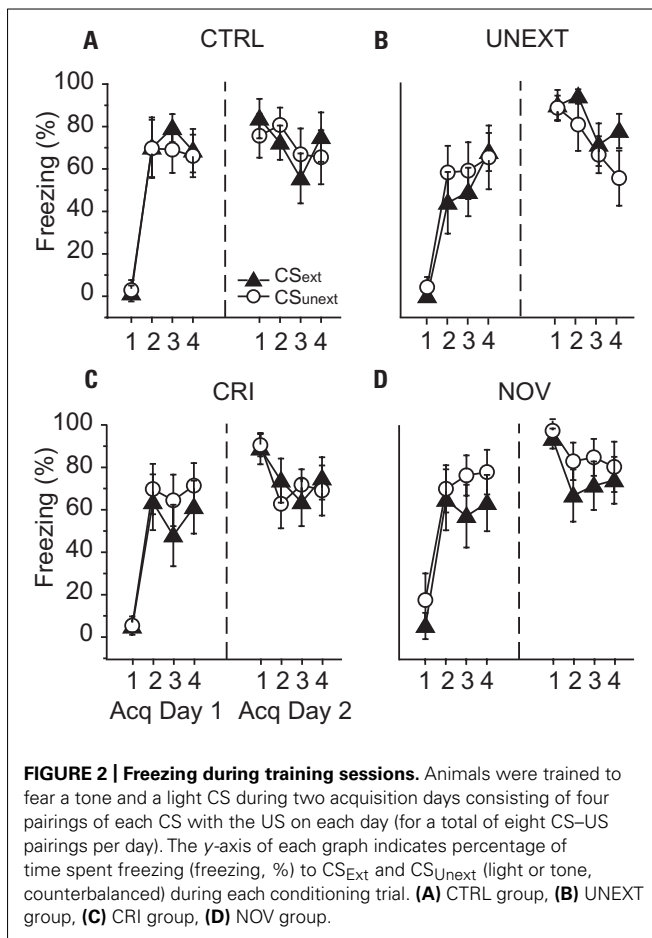 A CTRL B UNEXT
Freezing (%)
100
80
60
40
20
0
CSext
CSunext
1 2 3 4 1 2 3 4 1 2 3 4 1 2 3 4
C CRI D NOV
Freezing (%)
100
80
60
40
20
0
1 2 3 4 1 2 3 4 1 2 3 4 1 2 3 4
Acq Day 1 Acq Day 2
FIGURE 2 | Freezing during training sessions. Animals were trained to
fear a tone and a light CS during two acquisition days consisting of four
pairings of each CS with the US on each day (for a total of eight CS–US
pairings per day). The y-axis of each graph indicates percentage of
time spent freezing (freezing, %) to CSExt and CSUnext (light or tone,
counterbalanced) during each conditioning trial. (A) CTRL group, (B) UNEXT
group, (C) CRI group, (D) NOV group.